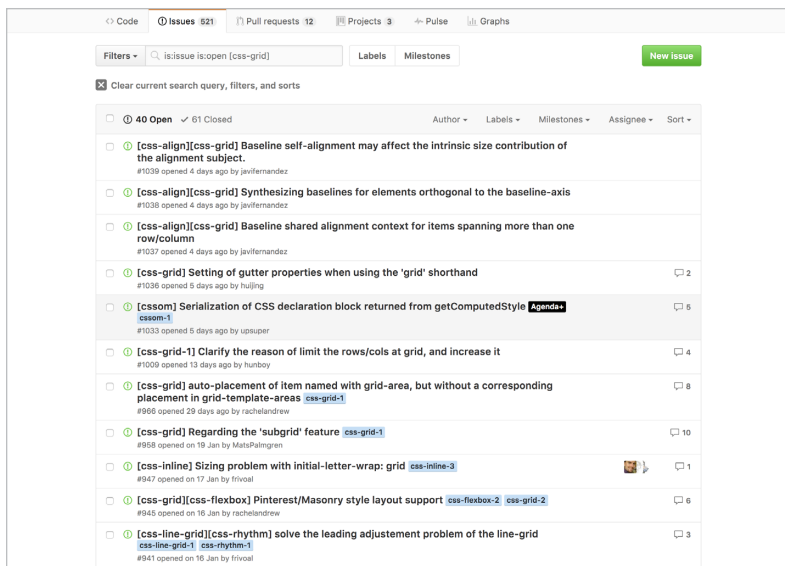 Code Issues 521 Pull requests 12 Projects 3 Pulse Graphs
Filters is:issue is:open [css-grid] Labels Milestones New issue
Clear current search query, filters, and sorts
40 Open 61 Closed Author Labels Milestones Assignee Sort
[css-align][css-grid] Baseline self-alignment may affect the intrinsic size contribution of
the alignment subject.
#1039 opened 4 days ago by javifernandez
[css-align][css-grid] Synthesizing baselines for elements orthogonal to the baseline-axis
#1038 opened 4 days ago by javifernandez
[css-align][css-grid] Baseline shared alignment context for items spanning more than one
row/column
#1037 opened 4 days ago by javifernandez
[css-grid] Setting of gutter properties when using the 'grid' shorthand 2
#1036 opened 5 days ago by huijing
[cssom] Serialization of CSS declaration block returned from getComputedStyle Agenda+ 5
cssom-1
#1033 opened 5 days ago by upsuper
[css-grid-1] Clarify the reason of limit the rows/cols at grid, and increase it 4
#1009 opened 13 days ago by hunboy
[css-grid] auto-placement of item named with grid-area, but without a corresponding 8
placement in grid-template-areas css-grid-1
#966 opened 29 days ago by rachelandrew
[css-grid] Regarding the 'subgrid' feature css-grid-1 10
#958 opened on 19 Jan by MatsPalmgren
[css-inline] Sizing problem with initial-letter-wrap: grid css-inline-3 1
#947 opened on 17 Jan by frivoal
[css-grid][css-flexbox] Pinterest/Masonry style layout support css-flexbox-2 css-grid-2 6
#945 opened on 16 Jan by rachelandrew
[css-line-grid][css-rhythm] solve the leading adjustement problem of the line-grid 3
css-line-grid-1 css-rhythm-1
#941 opened on 16 Jan by frivoal